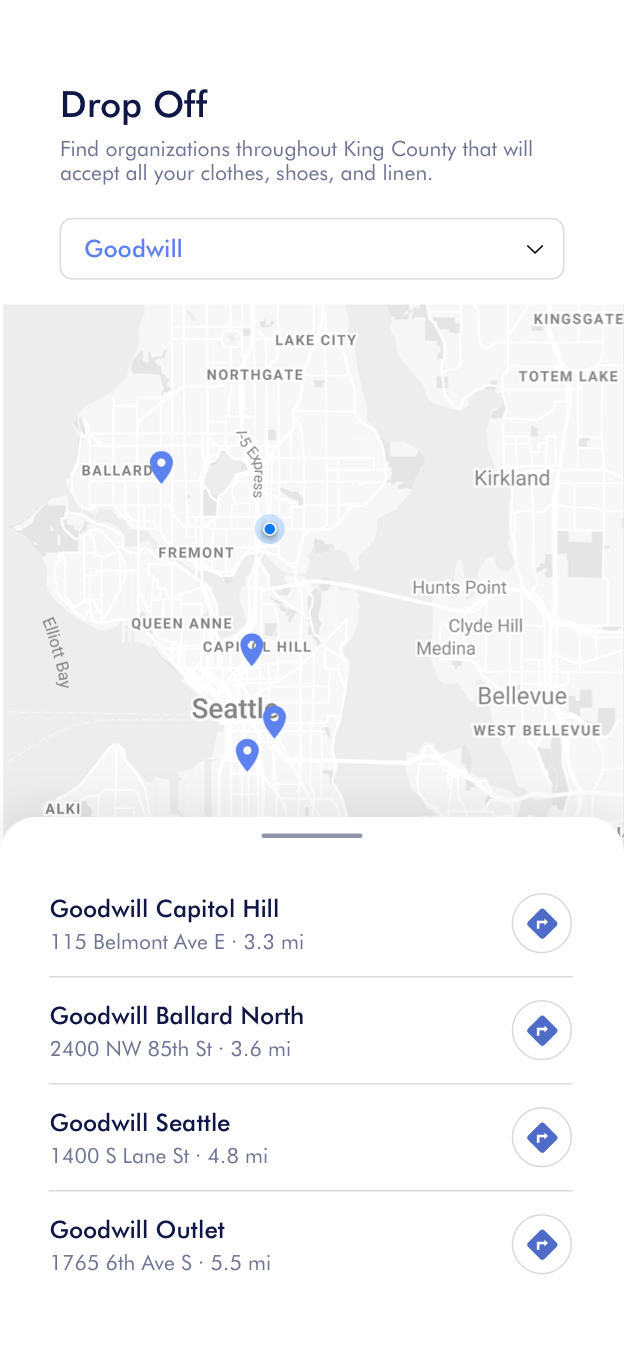 Drop Off
Find organizations throughout King County that will
accept all your clothes, shoes, and linen.
Goodwill
KINGSGATE
LAKE CITY
NORTHGATE
TOTEM LAKE
I-5 Express
BALLARD
Kirkland
FREMONT
Hunts Point
QUEEN ANNE
Clyde Hill
CAPITOL HILL
Medina
Elliott Bay
Bellevue
Seattle
WEST BELLEVUE
ALKI
Goodwill Capitol Hill
115 Belmont Ave E · 3.3 mi
Goodwill Ballard North
2400 NW 85th St · 3.6 mi
Goodwill Seattle
1400 S Lane St · 4.8 mi
Goodwill Outlet
1765 6th Ave S · 5.5 mi